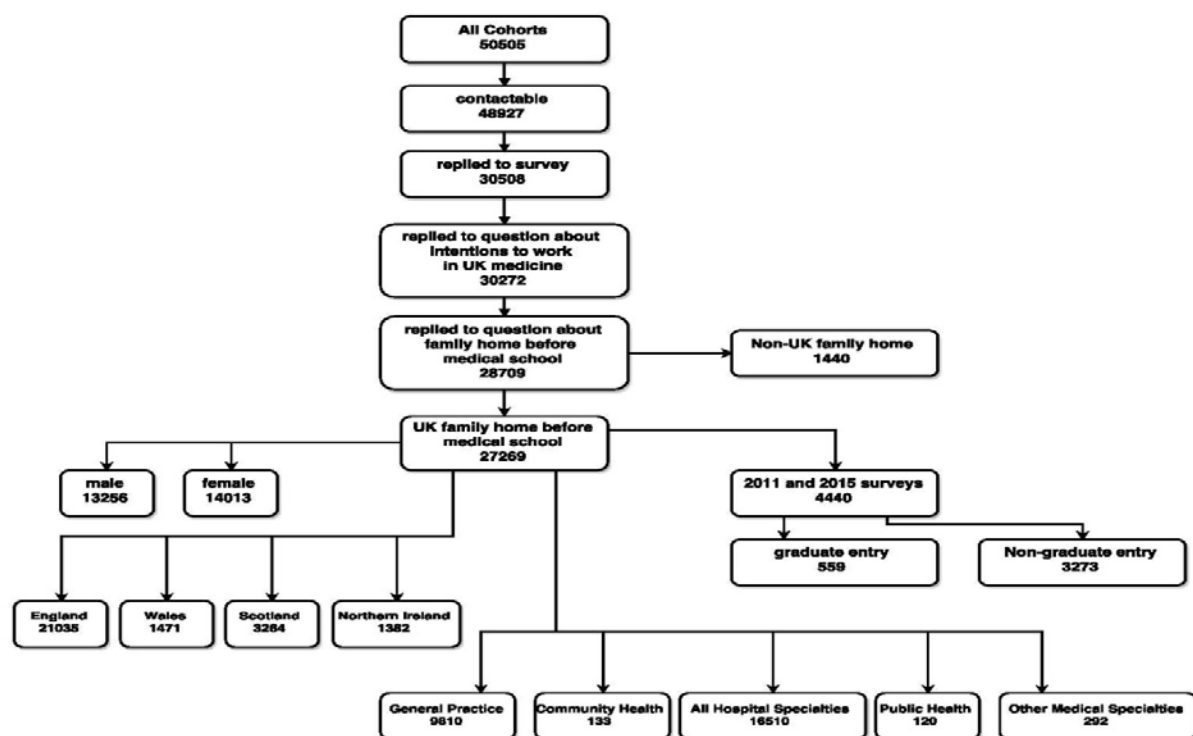 All Cohorts
50505
contactable
48927
replied to survey
30508
replied to question about
intentions to work
in UK medicine
30272
replied to question about
family home before
medical school
28709
Non-UK family home
1440
UK family home before
medical school
27269
male
13256
female
14013
2011 and 2015 surveys
4440
graduate entry
559
Non-graduate entry
3273
England
21035
Wales
1471
Scotland
3264
Northern Ireland
1382
General Practice
9810
Community Health
133
All Hospital Specialties
16510
Public Health
120
Other Medical Specialties
292